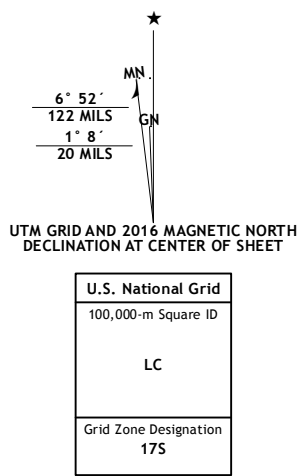 ★
MN
6° 52´
122 MILS
GN
1° 8´
20 MILS
UTM GRID AND 2016 MAGNETIC NORTH
DECLINATION AT CENTER OF SHEET
U.S. National Grid
100,000-m Square ID
LC
Grid Zone Designation
17S